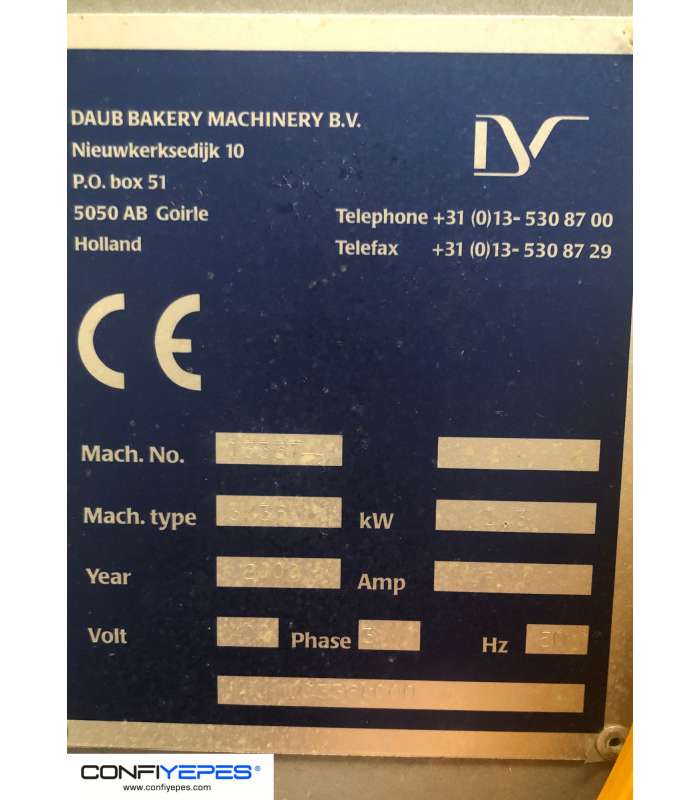 DAUB BAKERY MACHINERY B.V.
Nieuwkerksedijk 10
P.O. box 51
5050 AB Goirle
Holland
Telephone +31 (0)13- 530 87 00
Telefax +31 (0)13- 530 87 29
CE
Mach. No.
Mach. type kW
Year Amp
Volt Phase 3 Hz
CONFIYEPES®
www.confiyepes.com